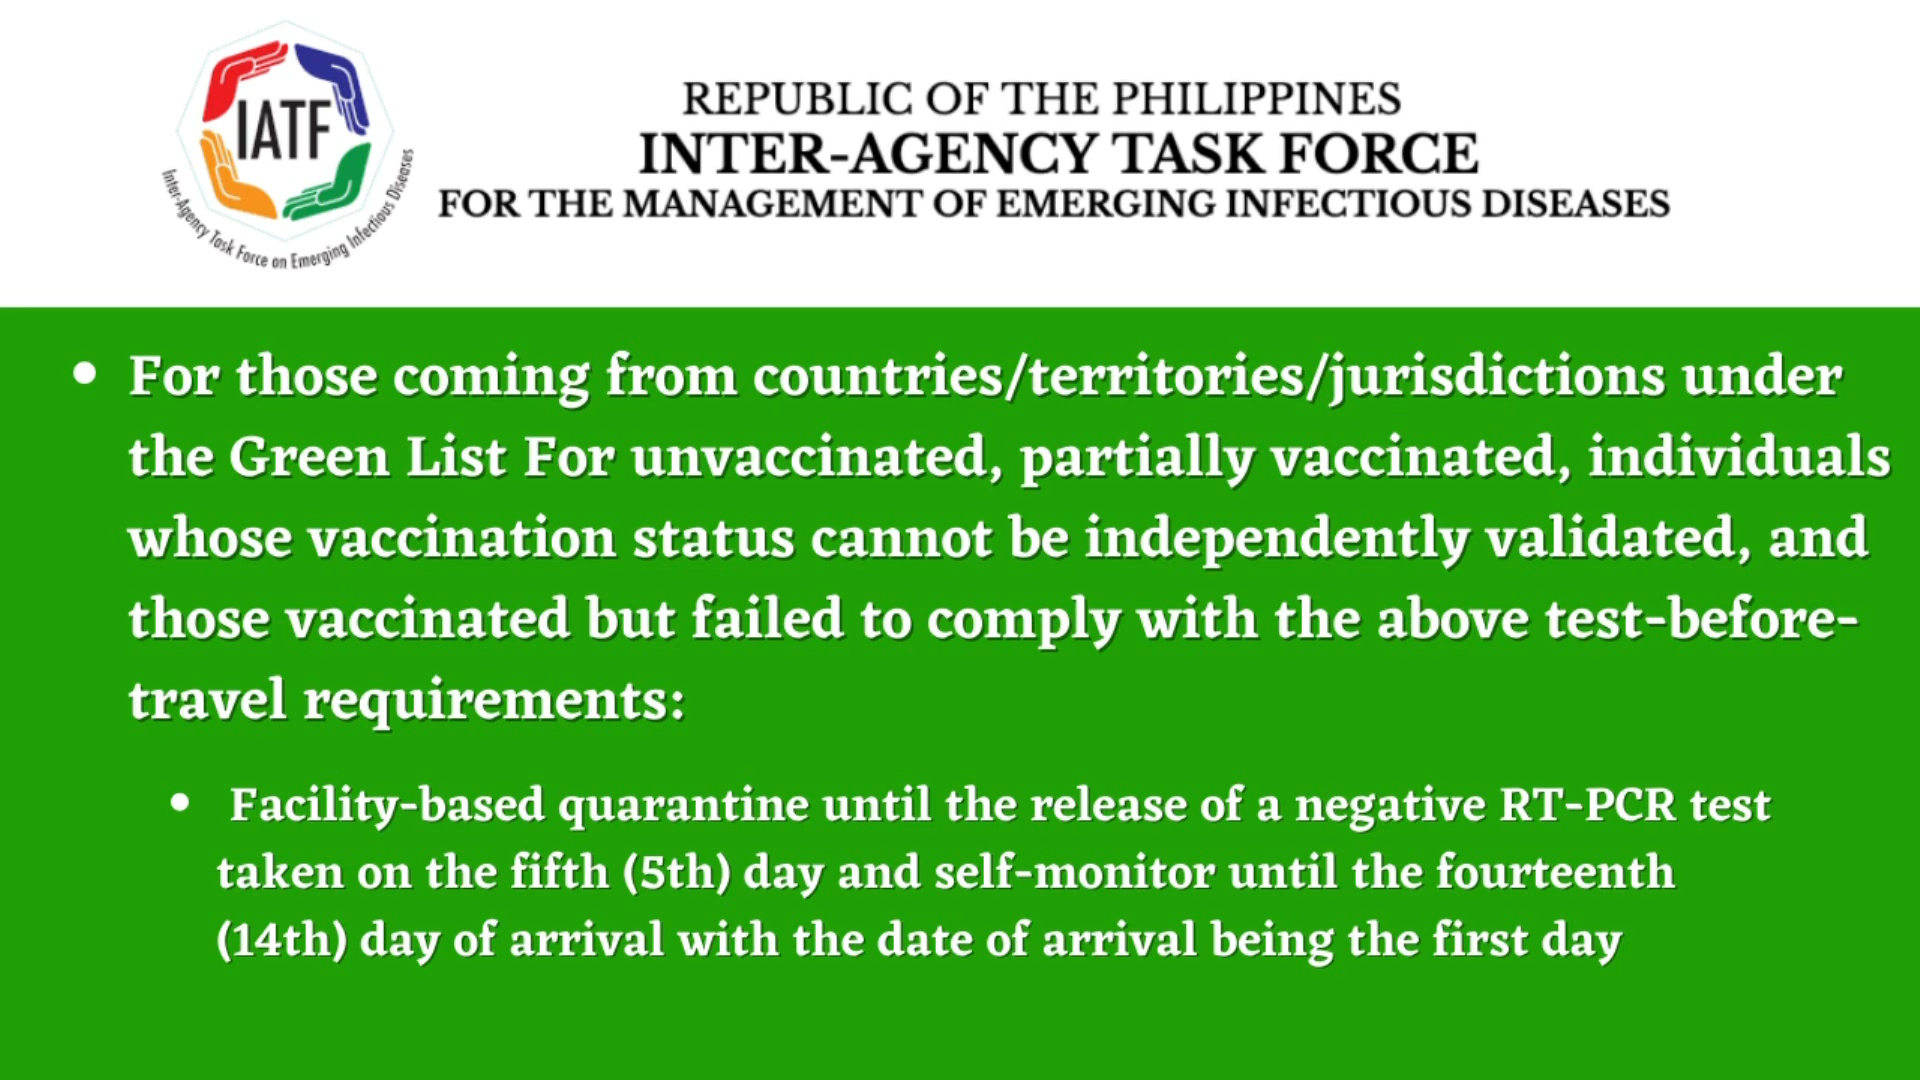 IATF
Inter-Agency Task Force on Emerging Infectious Diseases
REPUBLIC OF THE PHILIPPINES
INTER-AGENCY TASK FORCE
FOR THE MANAGEMENT OF EMERGING INFECTIOUS DISEASES
• For those coming from countries/territories/jurisdictions under
the Green List For unvaccinated, partially vaccinated, individuals
whose vaccination status cannot be independently validated, and
those vaccinated but failed to comply with the above test-before-
travel requirements:
• Facility-based quarantine until the release of a negative RT-PCR test
taken on the fifth (5th) day and self-monitor until the fourteenth
(14th) day of arrival with the date of arrival being the first day